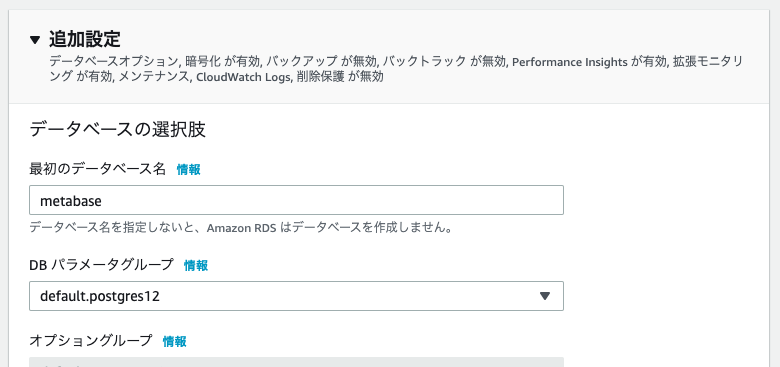 ▼ 追加設定
データベースオプション, 暗号化 が有効, バックアップ が無効, バックトラック が無効, Performance Insights が有効, 拡張モニタリ
ング が有効, メンテナンス, CloudWatch Logs, 削除保護 が無効
データベースの選択肢
最初のデータベース名 情報
metabase
データベース名を指定しないと、Amazon RDS はデータベースを作成しません。
DB パラメータグループ 情報
default.postgres12
オプショングループ 情報